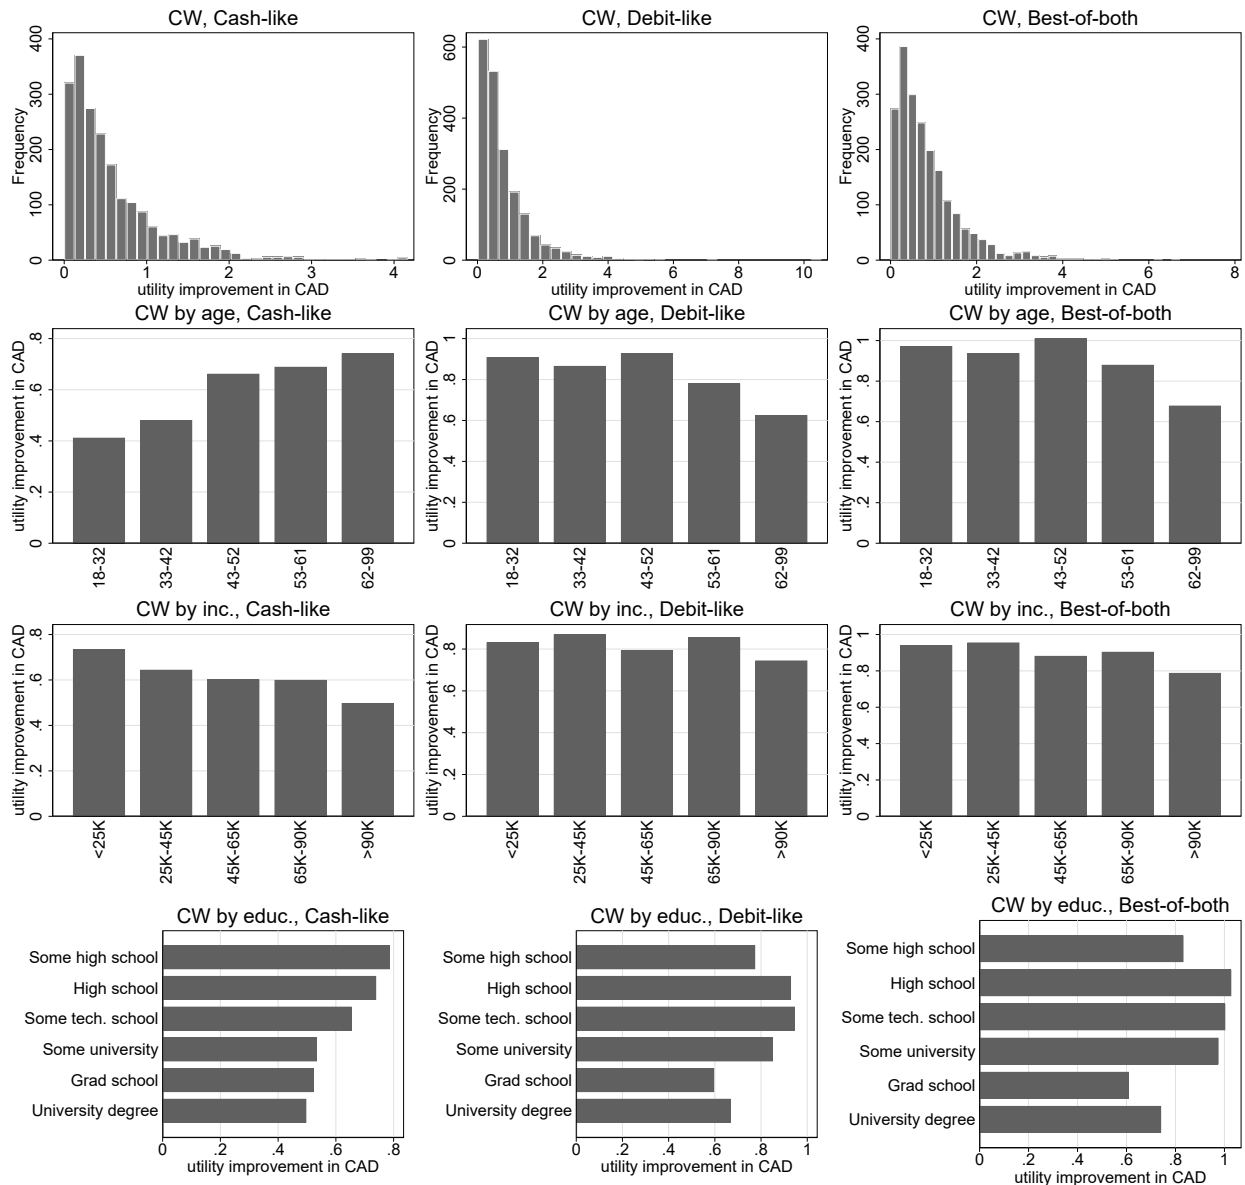 CW, Cash-like
Frequency
400
300
200
100
0
0 1 2 3 4
utility improvement in CAD
CW, Debit-like
Frequency
600
400
200
0
0 2 4 6 8 10
utility improvement in CAD
CW, Best-of-both
Frequency
400
300
200
100
0
0 2 4 6 8
utility improvement in CAD
CW by age, Cash-like
utility improvement in CAD
.8
.6
.4
.2
0
18-32 33-42 43-52 53-61 62-99
CW by age, Debit-like
utility improvement in CAD
1
.8
.6
.4
.2
0
18-32 33-42 43-52 53-61 62-99
CW by age, Best-of-both
utility improvement in CAD
1
.8
.6
.4
.2
0
18-32 33-42 43-52 53-61 62-99
CW by inc., Cash-like
utility improvement in CAD
.8
.6
.4
.2
0
<25K 25K-45K 45K-65K 65K-90K >90K
CW by inc., Debit-like
utility improvement in CAD
.8
.6
.4
.2
0
<25K 25K-45K 45K-65K 65K-90K >90K
CW by inc., Best-of-both
utility improvement in CAD
1
.8
.6
.4
.2
0
<25K 25K-45K 45K-65K 65K-90K >90K
CW by educ., Cash-like
Some high school
High school
Some tech. school
Some university
Grad school
University degree
0 .2 .4 .6 .8
utility improvement in CAD
CW by educ., Debit-like
Some high school
High school
Some tech. school
Some university
Grad school
University degree
0 .2 .4 .6 .8 1
utility improvement in CAD
CW by educ., Best-of-both
Some high school
High school
Some tech. school
Some university
Grad school
University degree
0 .2 .4 .6 .8 1
utility improvement in CAD